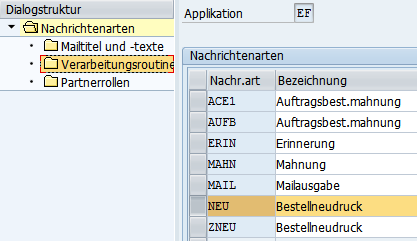 Dialogstruktur
Nachrichtenarten
Mailtitel und -texte
Verarbeitungsroutine
Partnerrollen
Applikation EF
Nachrichtenarten
Nachr.art Bezeichnung
ACE1 Auftragsbest.mahnung
AUFB Auftragsbest.mahnung
ERIN Erinnerung
MAHN Mahnung
MAIL Mailausgabe
NEU Bestellneudruck
ZNEU Bestellneudruck